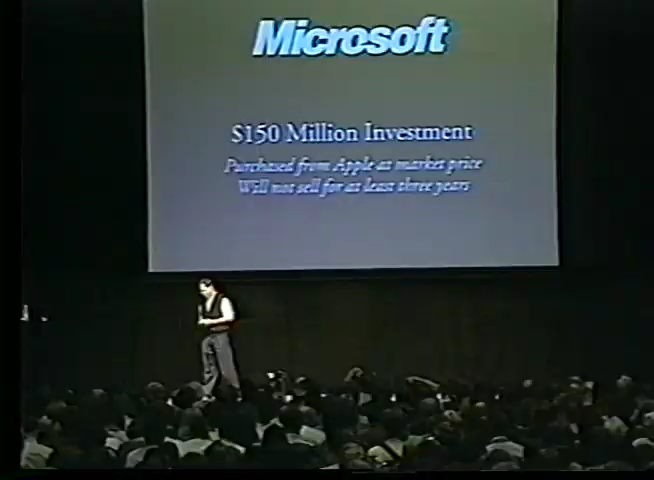 Microsoft
$150 Million Investment
Purchased from Apple at market price
Will not sell for at least three years